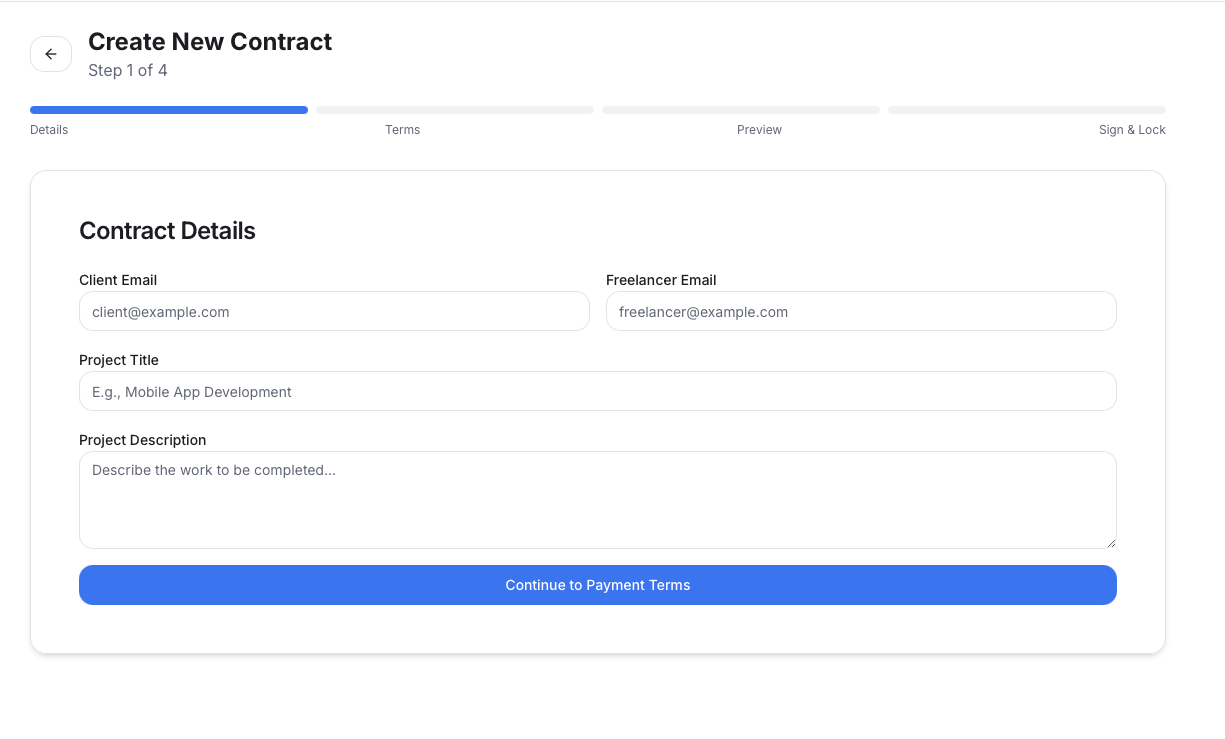 Create New Contract
Step 1 of 4
Details Terms Preview Sign & Lock
Contract Details
Client Email Freelancer Email
client@example.com freelancer@example.com
Project Title
E.g., Mobile App Development
Project Description
Describe the work to be completed...
Continue to Payment Terms